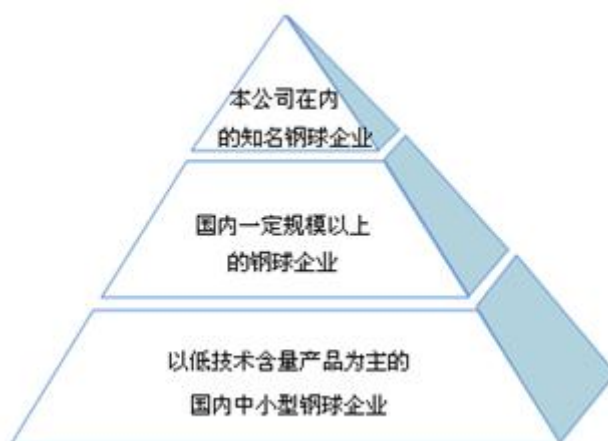 本公司在内
的知名钢球企业
国内一定规模以上
的钢球企业
以低技术含量产品为主的
国内中小型钢球企业